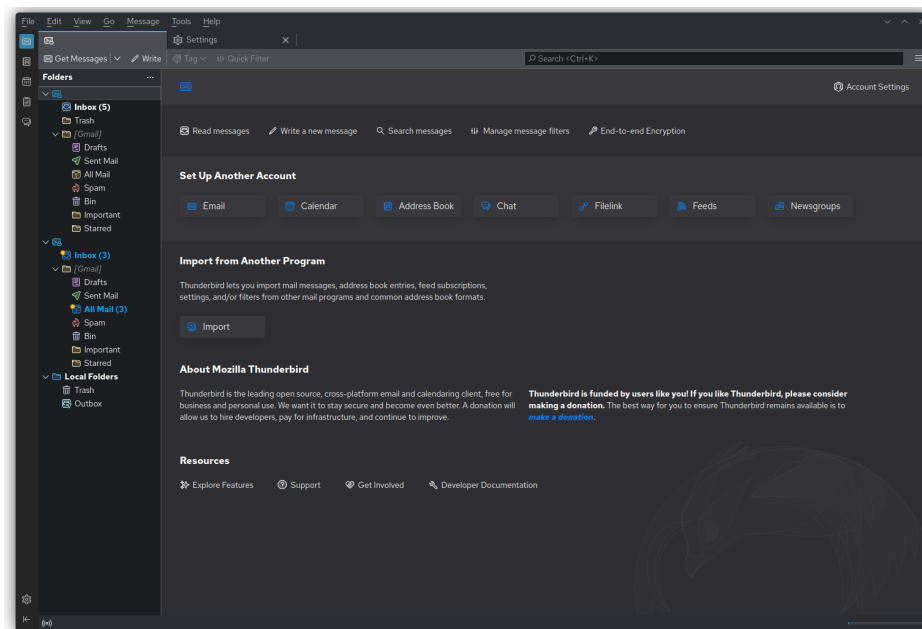 File Edit View Go Message Tools Help
Settings
Get Messages Write Tag Quick Filter Search <Ctrl+K>
Folders
Account Settings
Inbox (5)
Trash
[Gmail]
Drafts
Sent Mail
All Mail
Spam
Bin
Important
Starred
Inbox (3)
[Gmail]
Drafts
Sent Mail
All Mail (3)
Spam
Bin
Important
Starred
Local Folders
Trash
Outbox
Read messages Write a new message Search messages Manage message filters End-to-end Encryption
Set Up Another Account
Email Calendar Address Book Chat Filelink Feeds Newsgroups
Import from Another Program
Thunderbird lets you import mail messages, address book entries, feed subscriptions,
settings, and/or filters from other mail programs and common address book formats.
Import
About Mozilla Thunderbird
Thunderbird is the leading open source, cross-platform email and calendaring client, free for
business and personal use. We want it to stay secure and become even better. A donation will
allow us to hire developers, pay for infrastructure, and continue to improve.
Thunderbird is funded by users like you! If you like Thunderbird, please consider
making a donation. The best way for you to ensure Thunderbird remains available is to
make a donation.
Resources
Explore Features Support Get Involved Developer Documentation